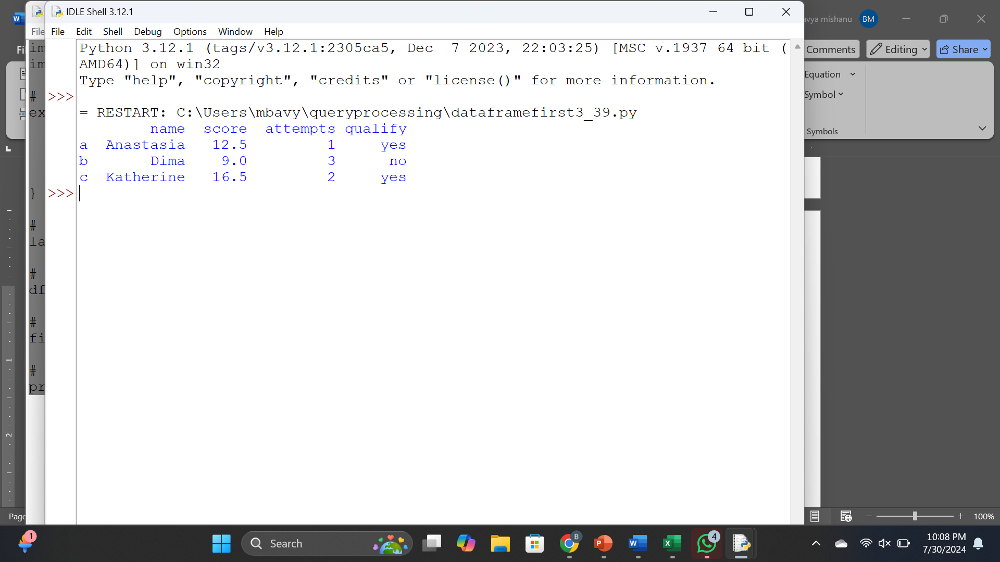 IDLE Shell 3.12.1
File Edit Shell Debug Options Window Help
Python 3.12.1 (tags/v3.12.1:2305ca5, Dec  7 2023, 22:03:25) [MSC v.1937 64 bit (
AMD64)] on win32
Type "help", "copyright", "credits" or "license()" for more information.
>>>
= RESTART: C:\Users\mbavy\queryprocessing\dataframefirst3_39.py
        name  score  attempts qualify
a  Anastasia   12.5         1     yes
b       Dima    9.0         3      no
c  Katherine   16.5         2     yes
>>>
File
im
im
#
ex
}
#
la
#
df
#
fi
#
pr
avya mishanu BM
Comments Editing Share
Equation
Symbol
Symbols
1
2
Page
100%
1
Search
B
P
W
X
4
10:08 PM
7/30/2024